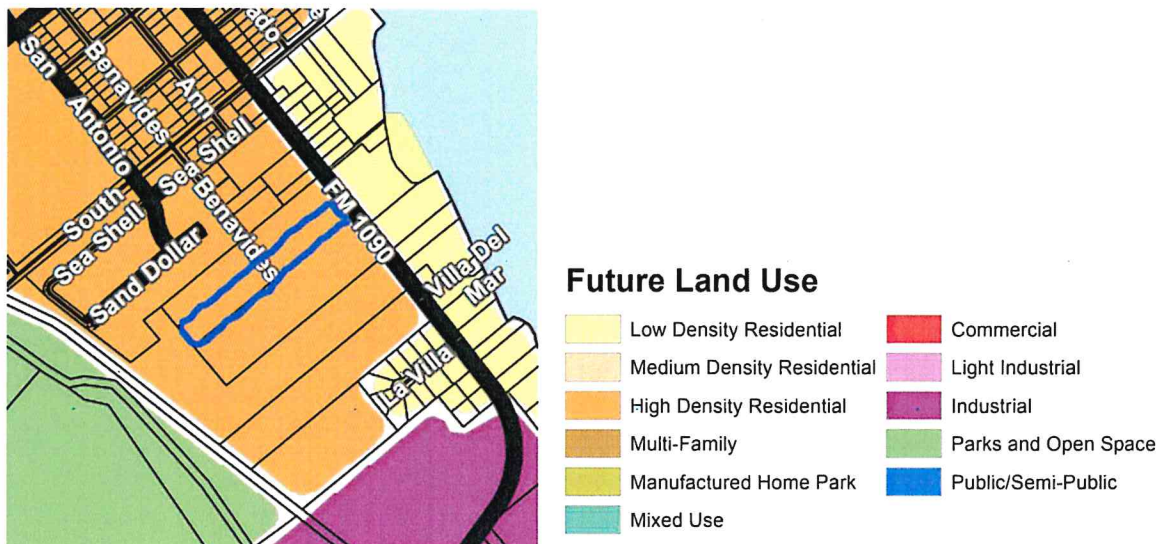 San
Antonio
Benavides
Ann
Sea Shell
South
Sea Shell
Sand Dollar
Benavides
FM 1090
Villa Del
Mar
La Villa
Future Land Use
Low Density Residential
Medium Density Residential
High Density Residential
Multi-Family
Manufactured Home Park
Mixed Use
Commercial
Light Industrial
Industrial
Parks and Open Space
Public/Semi-Public